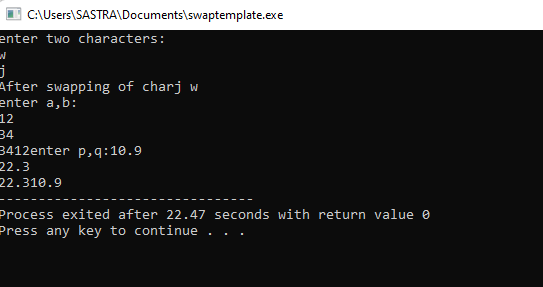 C:\Users\SASTRA\Documents\swaptemplate.exe
enter two characters:
w
j
After swapping of charj w
enter a,b:
12
34
3412enter p,q:10.9
22.3
22.310.9
--------------------------------
Process exited after 22.47 seconds with return value 0
Press any key to continue . . .